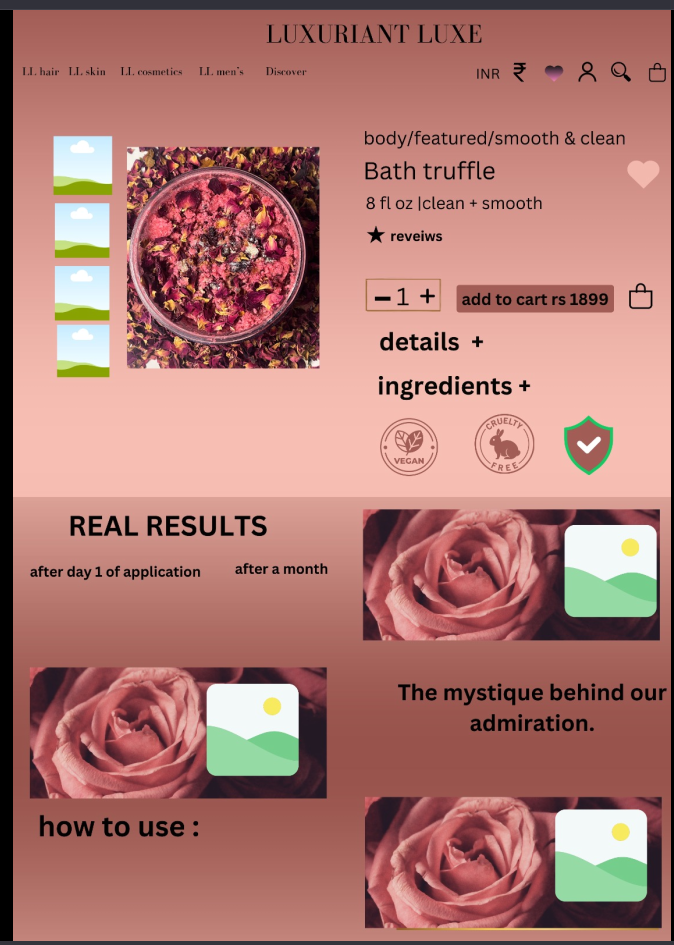 LUXURIANT LUXE
LL hair LL skin LL cosmetics LL men's Discover
INR ₹
body/featured/smooth & clean
Bath truffle
8 fl oz |clean + smooth
★ reveiws
– 1 +
add to cart rs 1899
details +
ingredients +
VEGAN
CRUELTY
FREE
REAL RESULTS
after day 1 of application
after a month
The mystique behind our
admiration.
how to use :